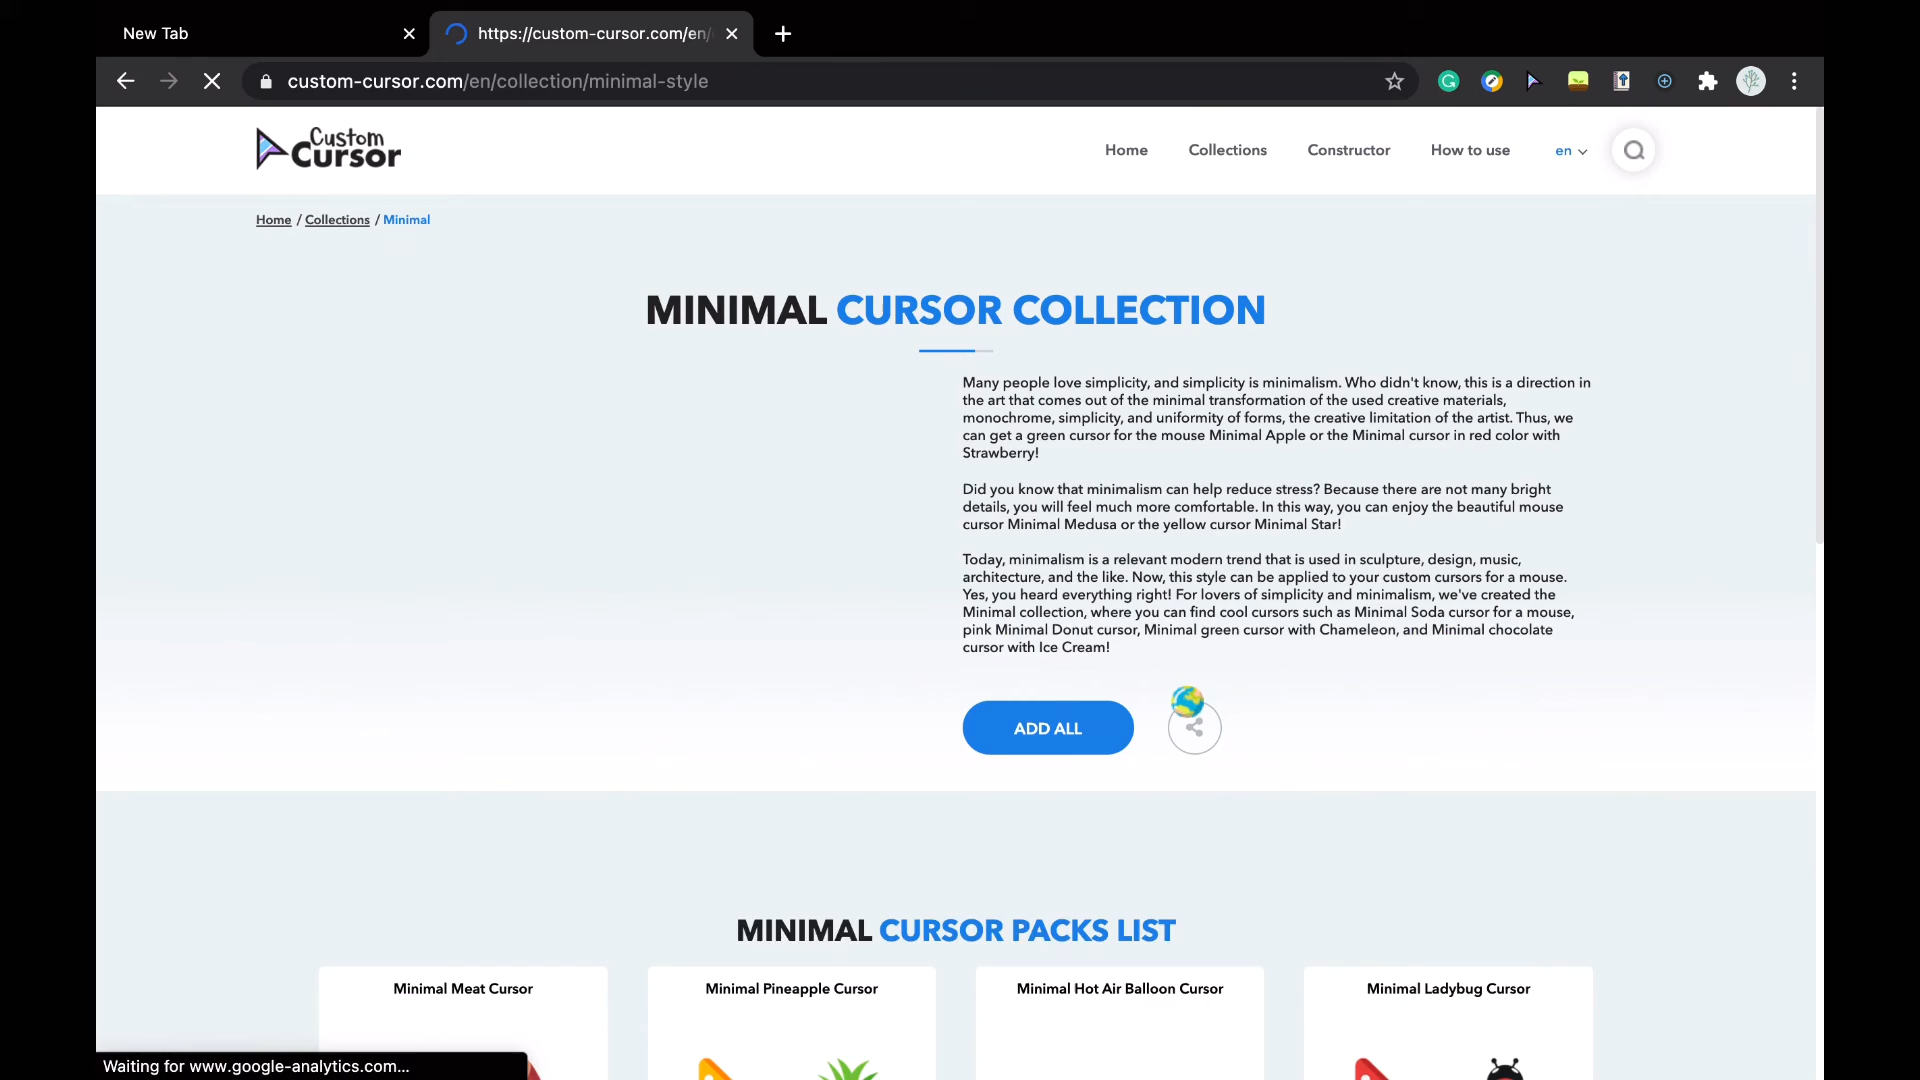 New Tab
https://custom-cursor.com/en/
custom-cursor.com/en/collection/minimal-style
Custom
Cursor
Home
Collections
Constructor
How to use
en
Home / Collections / Minimal
MINIMAL CURSOR COLLECTION
Many people love simplicity, and simplicity is minimalism. Who didn't know, this is a direction in
the art that comes out of the minimal transformation of the used creative materials,
monochrome, simplicity, and uniformity of forms, the creative limitation of the artist. Thus, we
can get a green cursor for the mouse Minimal Apple or the Minimal cursor in red color with
Strawberry!
Did you know that minimalism can help reduce stress? Because there are not many bright
details, you will feel much more comfortable. In this way, you can enjoy the beautiful mouse
cursor Minimal Medusa or the yellow cursor Minimal Star!
Today, minimalism is a relevant modern trend that is used in sculpture, design, music,
architecture, and the like. Now, this style can be applied to your custom cursors for a mouse.
Yes, you heard everything right! For lovers of simplicity and minimalism, we've created the
Minimal collection, where you can find cool cursors such as Minimal Soda cursor for a mouse,
pink Minimal Donut cursor, Minimal green cursor with Chameleon, and Minimal chocolate
cursor with Ice Cream!
ADD ALL
MINIMAL CURSOR PACKS LIST
Minimal Meat Cursor
Minimal Pineapple Cursor
Minimal Hot Air Balloon Cursor
Minimal Ladybug Cursor
Waiting for www.google-analytics.com...